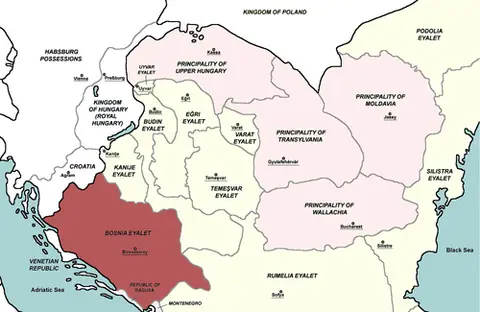 KINGDOM OF POLAND
PODOLIA
EYALET
HABSBURG
POSSESSIONS
Kassa
PRINCIPALITY OF
UPPER HUNGARY
UYVAR
EYALET
Vienna
Preßburg
Uyvar
KINGDOM
OF HUNGARY
(ROYAL
HUNGARY)
Budin
BUDIN
EYALET
Egri
EĞRI
EYALET
Varat
VARAT
EYALET
PRINCIPALITY OF
MOLDAVIA
Jassy
PRINCIPALITY OF
TRANSYLVANIA
Gyulafehérvár
CROATIA
Agram
Kanije
KANIJE
EYALET
Temeşvar
TEMEŞVAR
EYALET
SILISTRA
EYALET
PRINCIPALITY OF
WALLACHIA
Bucharest
Silistre
BOSNIA EYALET
Bosnasaray
VENETIAN
REPUBLIC
Black Sea
Adriatic Sea
REPUBLIC OF
RAGUSA
MONTENEGRO
RUMELIA EYALET
Sofya